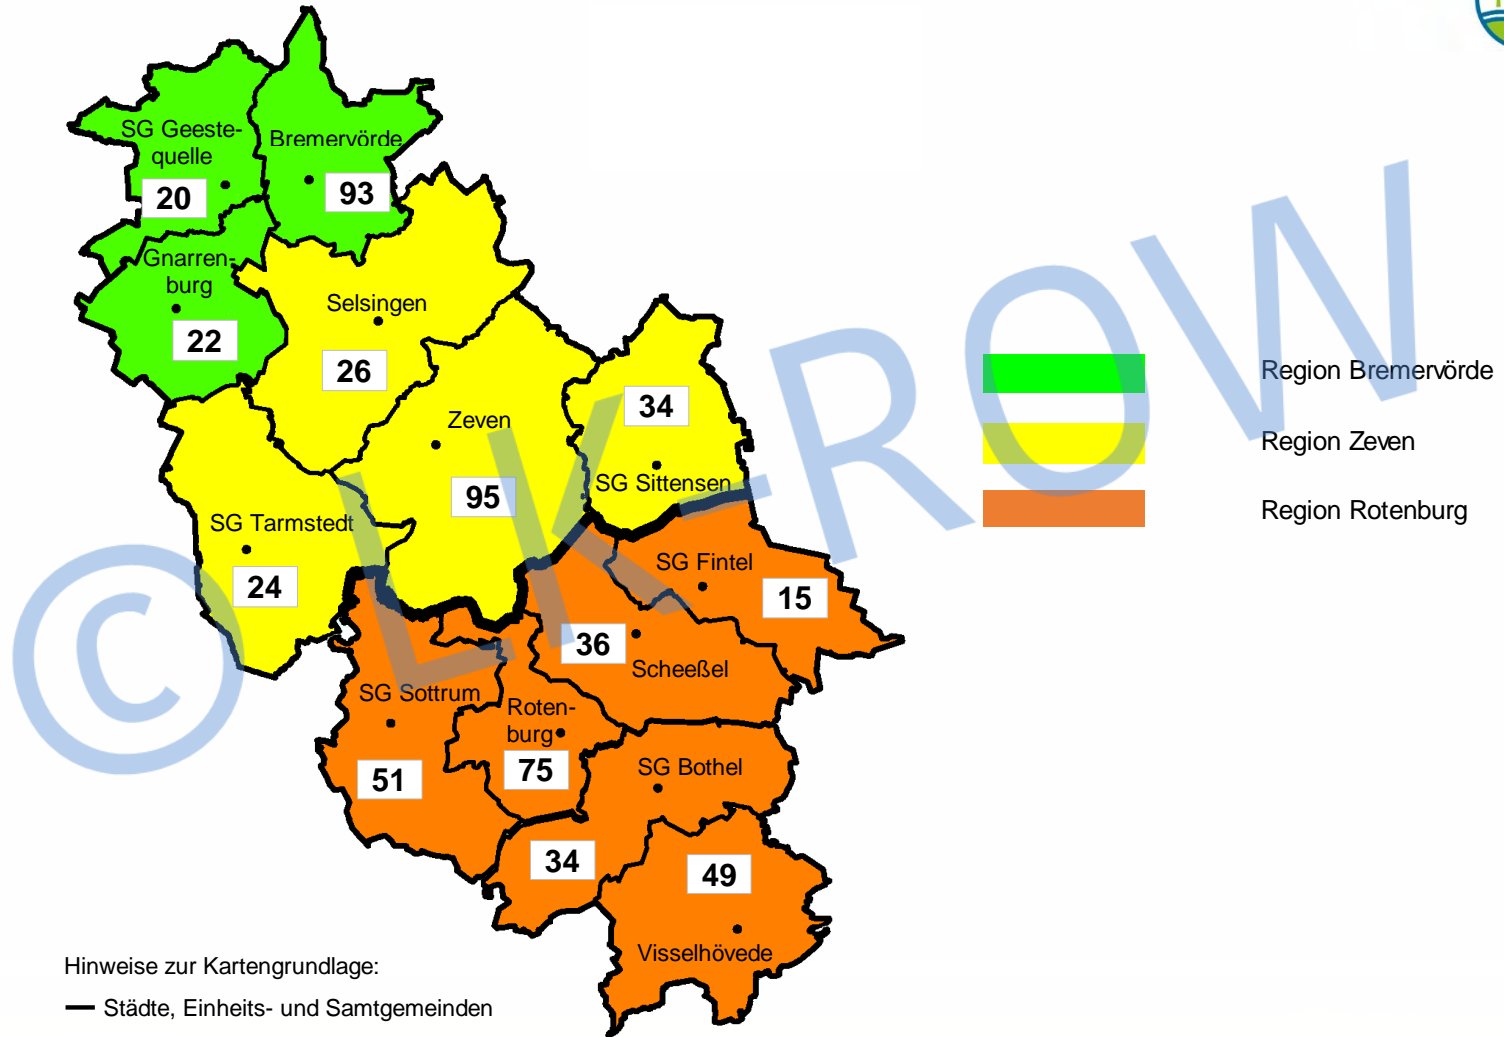 SG Geeste-
quelle
20
Bremervörde
93
Gnarren-
burg
22
Selsingen
26
Zeven
95
34
SG Sittensen
SG Tarmstedt
24
SG Fintel
15
36
Scheeßel
SG Sottrum
51
Roten-
burg
75
SG Bothel
34
49
Visselhövede
Region Bremervörde
Region Zeven
Region Rotenburg
Hinweise zur Kartengrundlage:
Städte, Einheits- und Samtgemeinden
© LK-ROW